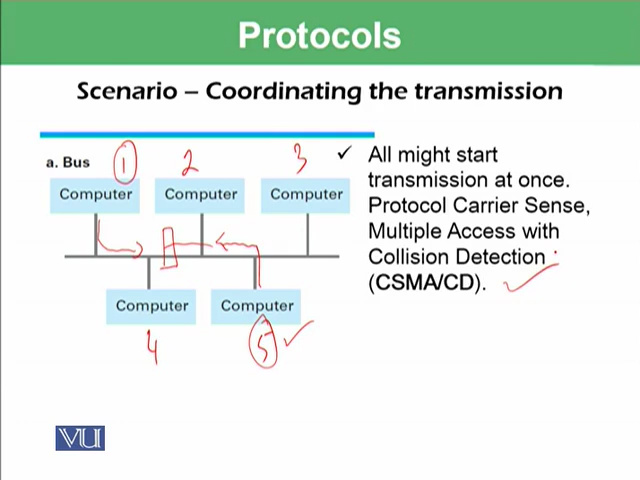 Protocols
Scenario – Coordinating the transmission
a. Bus
1 2 3
Computer Computer Computer
Computer Computer
4 5
✓ All might start
transmission at once.
Protocol Carrier Sense,
Multiple Access with
Collision Detection
(CSMA/CD).
VU